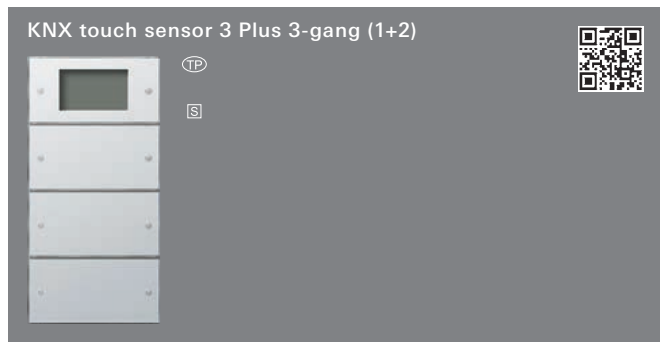 KNX touch sensor 3 Plus 3-gang (1+2)
TP
S